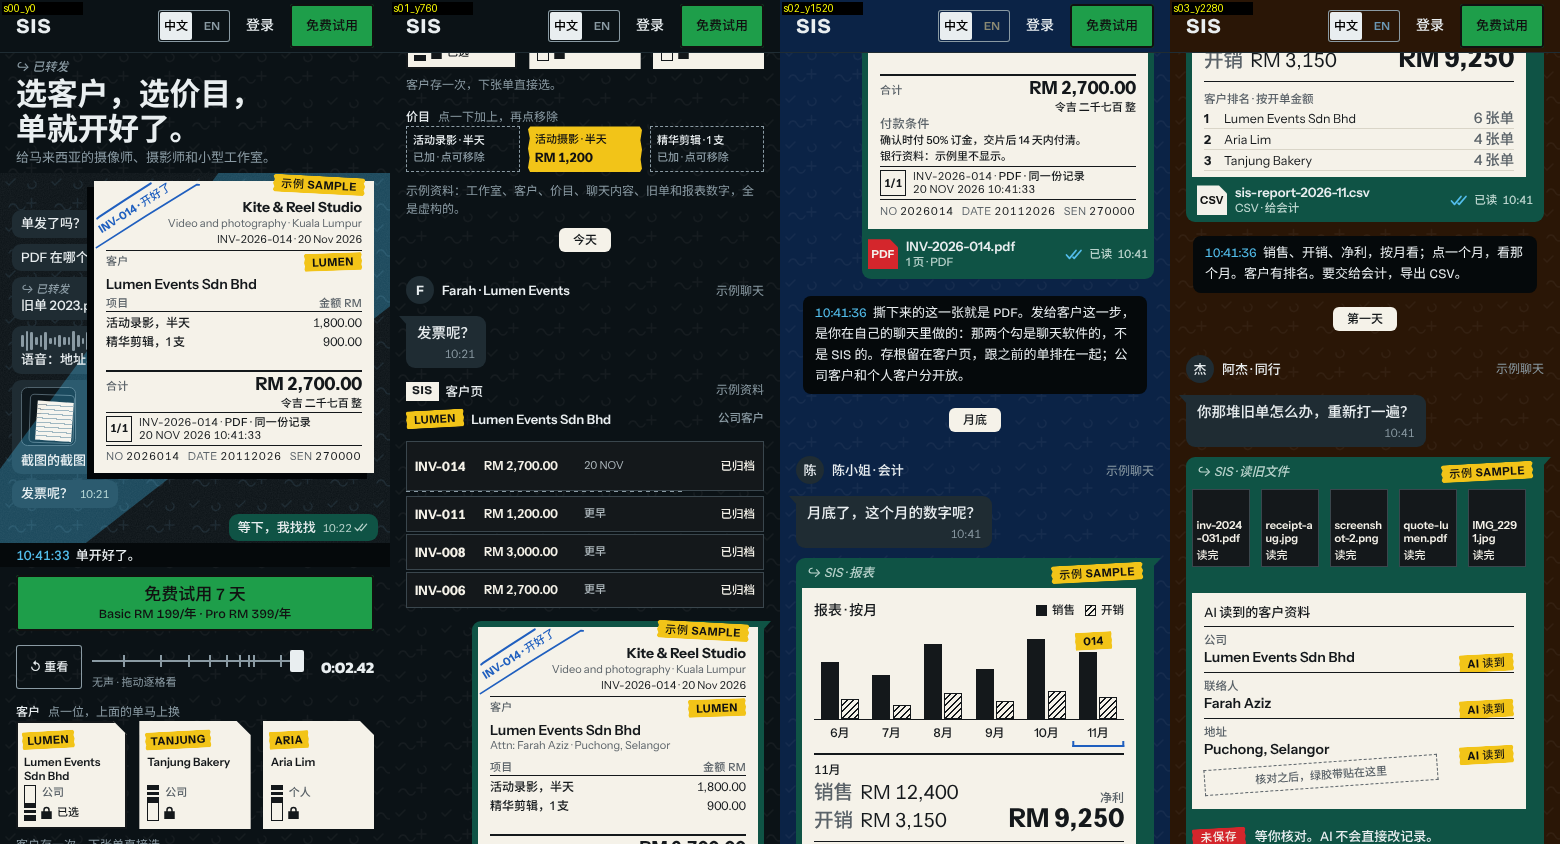 s00_y0
SIS
中文 EN
登录
免费试用
已转发
选客户，选价目，
单就开好了。
给马来西亚的摄像师、摄影师和小型工作室。
单发了吗？
PDF 在哪个
已转发
旧单 2023.p
语音：地址
截图的截图
发票呢？ 10:21
示例 SAMPLE
INV-014·开好了
Kite & Reel Studio
Video and photography·Kuala Lumpur
INV-2026-014·20 Nov 2026
客户
LUMEN
Lumen Events Sdn Bhd
项目 金额 RM
活动录影，半天 1,800.00
精华剪辑，1 支 900.00
合计 RM 2,700.00
令吉 二千七百 整
1/1
INV-2026-014·PDF·同一份记录
20 NOV 2026 10:41:33
NO 2026014 DATE 20112026 SEN 270000
等下，我找找 10:22
10:41:33 单开好了。
免费试用 7 天
Basic RM 199/年 · Pro RM 399/年
重看
0:02.42
无声·拖动逐格看
客户 点一位，上面的单马上换
LUMEN
Lumen Events Sdn Bhd
公司
已选
TANJUNG
Tanjung Bakery
公司
ARIA
Aria Lim
个人
客户存一次，下张单直接选。
s01_y760
SIS
中文 EN
登录
免费试用
已选
客户存一次，下张单直接选。
价目 点一下加上，再点移除
活动录影·半天
已加·点可移除
活动摄影·半天
RM 1,200
精华剪辑·1 支
已加·点可移除
示例资料：工作室、客户、价目、聊天内容、旧单和报表数字，全
是虚构的。
今天
F Farah·Lumen Events 示例聊天
发票呢？
10:21
SIS 客户页 示例资料
LUMEN Lumen Events Sdn Bhd 公司客户
INV-014 RM 2,700.00 20 NOV 已归档
INV-011 RM 1,200.00 更早 已归档
INV-008 RM 3,000.00 更早 已归档
INV-006 RM 2,700.00 更早 已归档
示例 SAMPLE
INV-014·开好了
Kite & Reel Studio
Video and photography·Kuala Lumpur
INV-2026-014·20 Nov 2026
客户
LUMEN
Lumen Events Sdn Bhd
Attn: Farah Aziz·Puchong, Selangor
项目 金额 RM
活动录影，半天 1,800.00
精华剪辑，1 支 900.00
RM 2,700.00
s02_y1520
SIS
中文 EN
登录
免费试用
合计 RM 2,700.00
令吉 二千七百 整
付款条件
确认时付 50% 订金，交片后 14 天内付清。
银行资料：示例里不显示。
1/1
INV-2026-014·PDF·同一份记录
20 NOV 2026 10:41:33
NO 2026014 DATE 20112026 SEN 270000
PDF
INV-2026-014.pdf
1 页·PDF
已读 10:41
10:41:36 撕下来的这一张就是 PDF。发给客户这一步，
是你在自己的聊天里做的：那两个勾是聊天软件的，不
是 SIS 的。存根留在客户页，跟之前的单排在一起；公
司客户和个人客户分开放。
月底
陈 陈小姐·会计 示例聊天
月底了，这个月的数字呢？
10:41
SIS·报表
示例 SAMPLE
报表·按月 销售 开销
014
6月 7月 8月 9月 10月 11月
11月
销售 RM 12,400
开销 RM 3,150
净利
RM 9,250
s03_y2280
SIS
中文 EN
登录
免费试用
开销 RM 3,150 RM 9,250
客户排名·按开单金额
1 Lumen Events Sdn Bhd 6 张单
2 Aria Lim 4 张单
3 Tanjung Bakery 4 张单
CSV
sis-report-2026-11.csv
CSV·给会计
已读 10:41
10:41:36 销售、开销、净利，按月看；点一个月，看那
个月。客户有排名。要交给会计，导出 CSV。
第一天
杰 阿杰·同行 示例聊天
你那堆旧单怎么办，重新打一遍？
10:41
SIS·读旧文件
示例 SAMPLE
inv-2024-031.pdf
读完
receipt-aug.jpg
读完
screenshot-2.png
读完
quote-lumen.pdf
读完
IMG_2291.jpg
读完
AI 读到的客户资料
公司
Lumen Events Sdn Bhd AI 读到
联络人
Farah Aziz AI 读到
地址
Puchong, Selangor AI 读到
核对之后，绿胶带贴在这里
未保存 等你核对。AI 不会直接改记录。